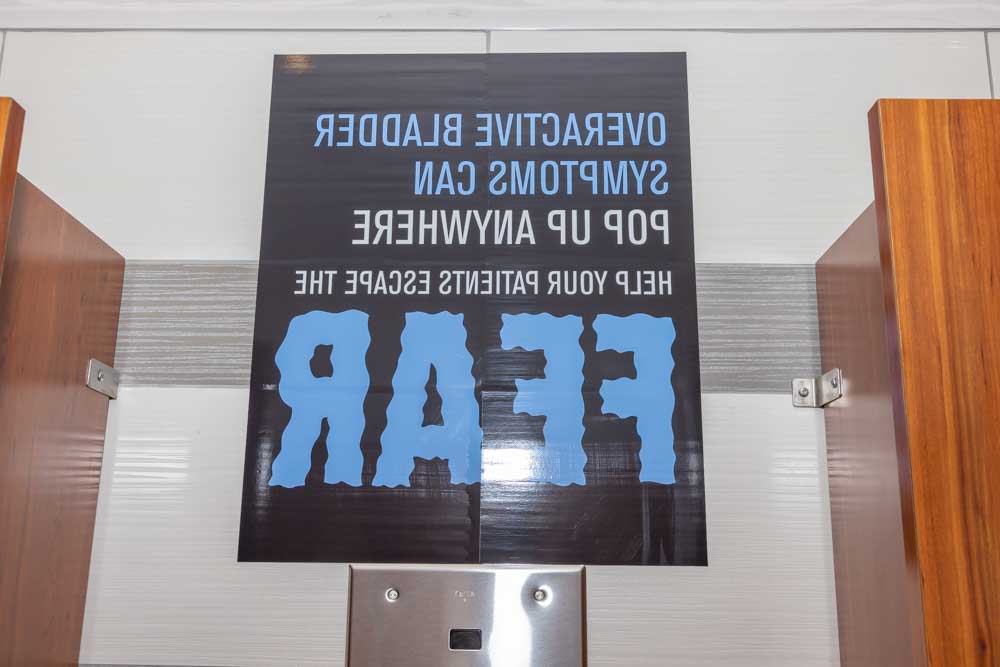 OVERACTIVE BLADDER
SYMPTOMS CAN
POP UP ANYWHERE
HELP YOUR PATIENTS ESCAPE THE
FEAR